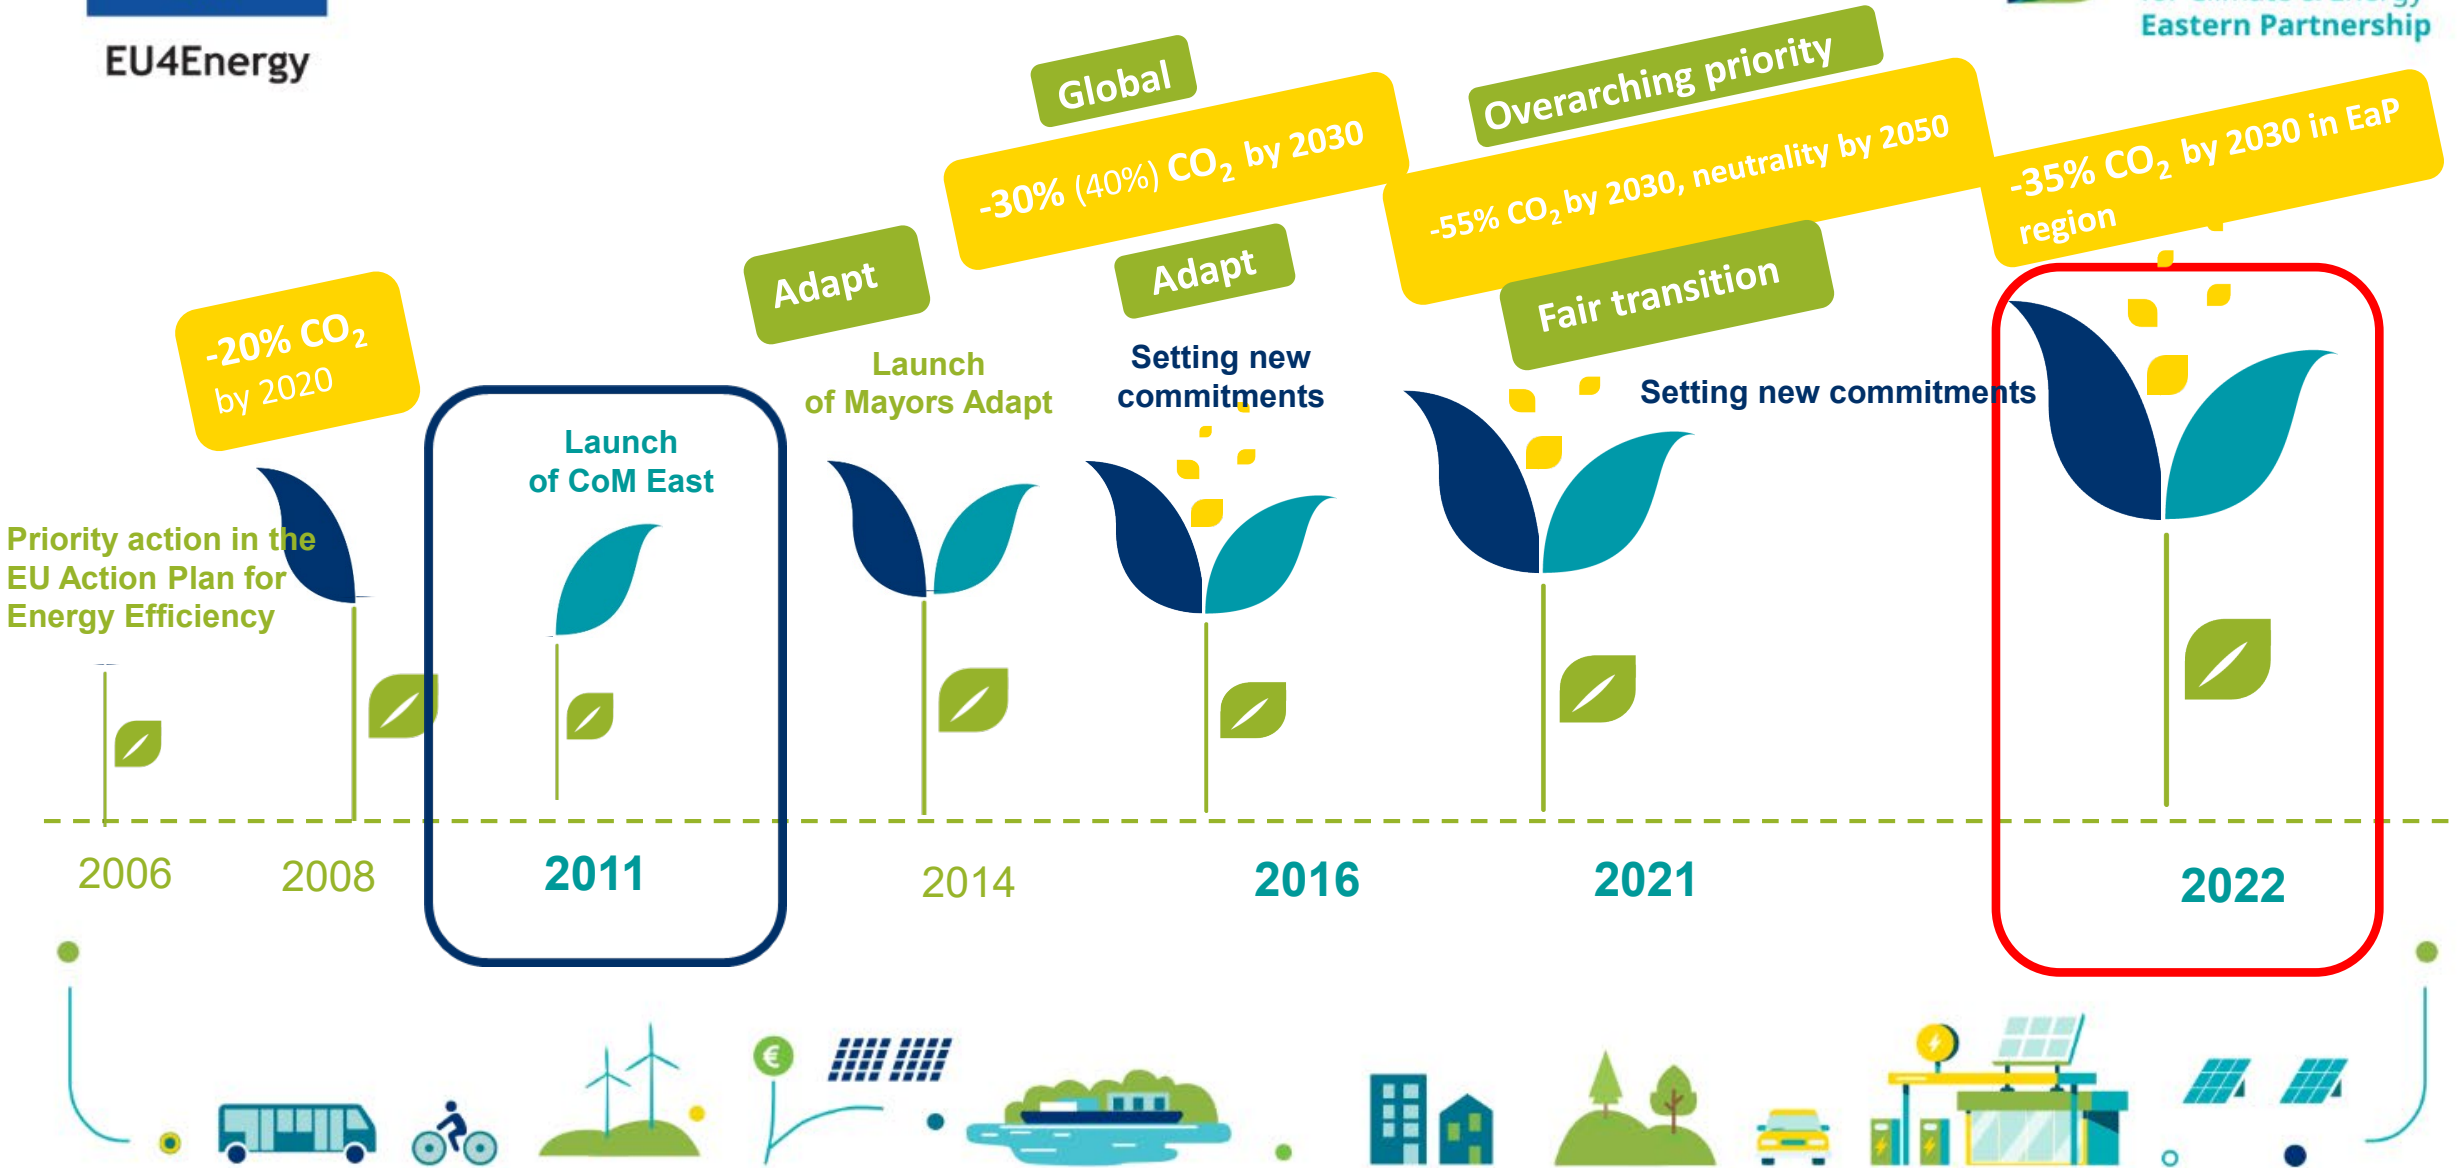 EU4Energy
Eastern Partnership
Global
-30% (40%) CO₂ by 2030
Adapt
Overarching priority
-55% CO₂ by 2030, neutrality by 2050
Fair transition
-35% CO₂ by 2030 in EaP
region
Adapt
-20% CO₂
by 2020
Launch
of Mayors Adapt
Setting new
commitments
Setting new commitments
Launch
of CoM East
Priority action in the
EU Action Plan for
Energy Efficiency
2006
2008
2011
2014
2016
2021
2022
€